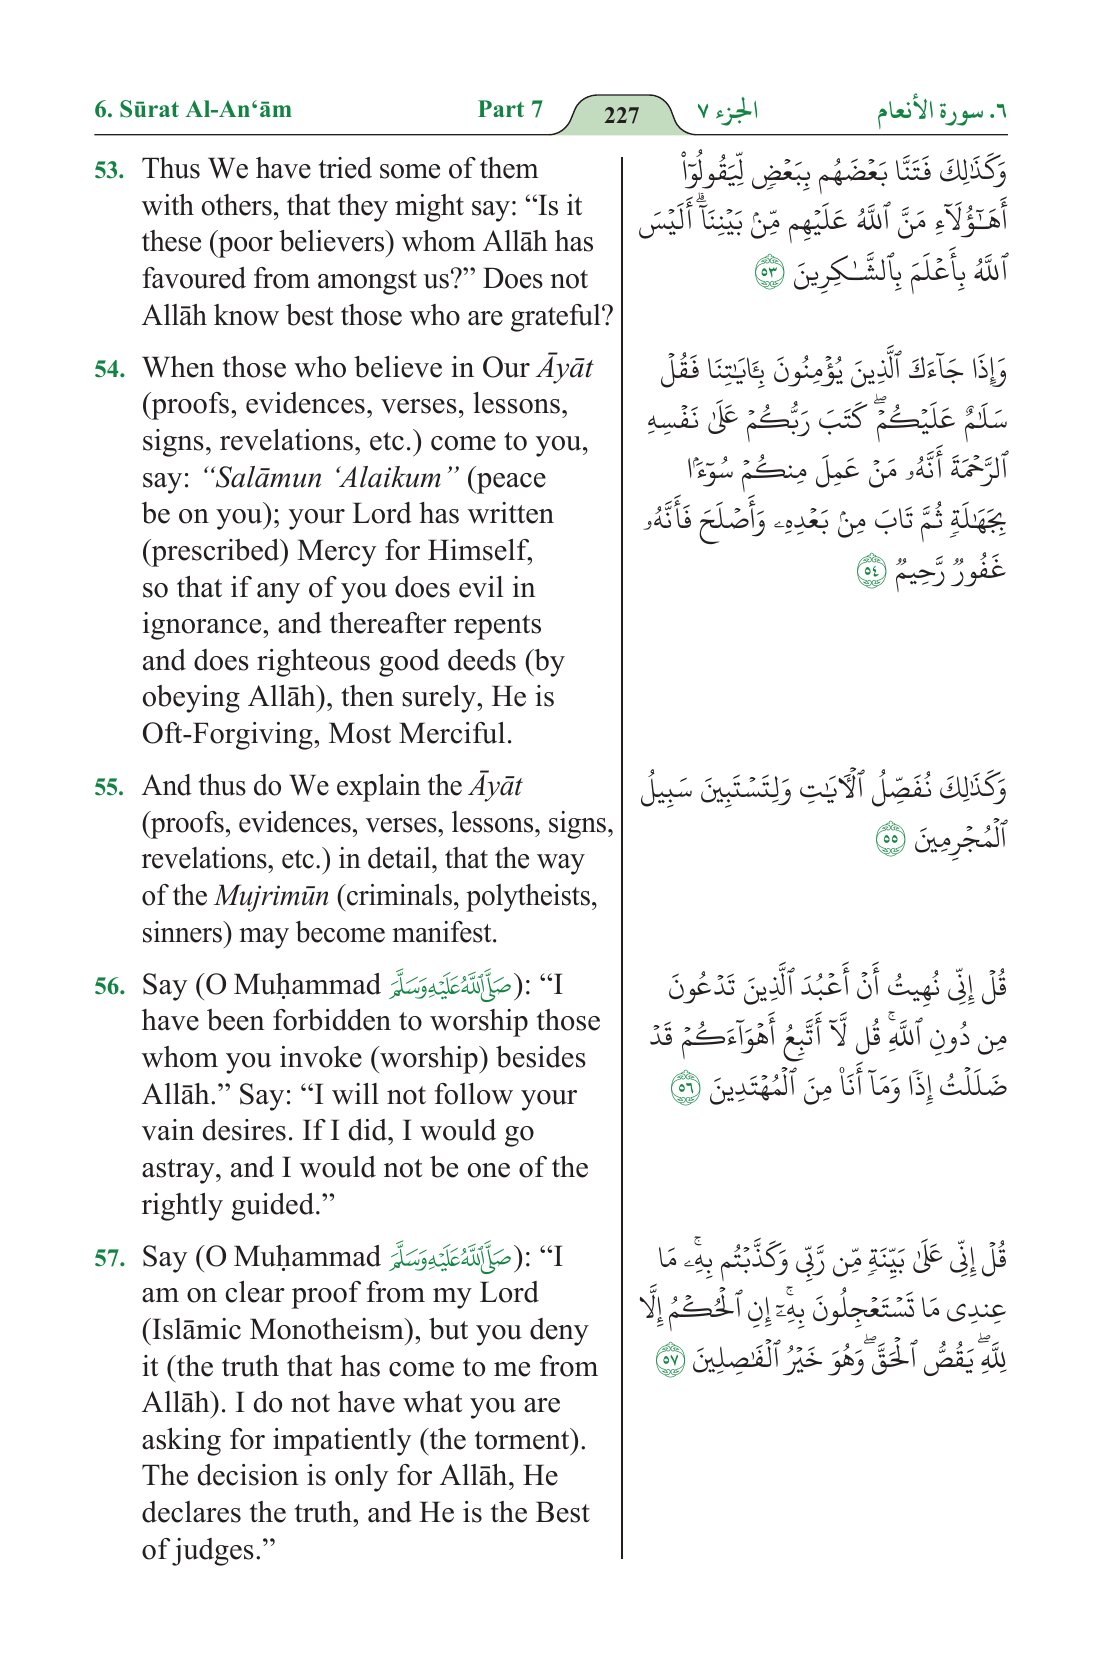 6. Sūrat Al-An‘ām Part 7 227 الجزء ٧ ٦. سورة الأنعام
53. Thus We have tried some of them
with others, that they might say: “Is it
these (poor believers) whom Allāh has
favoured from amongst us?” Does not
Allāh know best those who are grateful?
54. When those who believe in Our Āyāt
(proofs, evidences, verses, lessons,
signs, revelations, etc.) come to you,
say: “Salāmun ‘Alaikum” (peace
be on you); your Lord has written
(prescribed) Mercy for Himself,
so that if any of you does evil in
ignorance, and thereafter repents
and does righteous good deeds (by
obeying Allāh), then surely, He is
Oft-Forgiving, Most Merciful.
55. And thus do We explain the Āyāt
(proofs, evidences, verses, lessons, signs,
revelations, etc.) in detail, that the way
of the Mujrimūn (criminals, polytheists,
sinners) may become manifest.
56. Say (O Muḥammad صَلَّى اللَّهُ عَلَيْهِ وَسَلَّمَ): “I
have been forbidden to worship those
whom you invoke (worship) besides
Allāh.” Say: “I will not follow your
vain desires. If I did, I would go
astray, and I would not be one of the
rightly guided.”
57. Say (O Muḥammad صَلَّى اللَّهُ عَلَيْهِ وَسَلَّمَ): “I
am on clear proof from my Lord
(Islāmic Monotheism), but you deny
it (the truth that has come to me from
Allāh). I do not have what you are
asking for impatiently (the torment).
The decision is only for Allāh, He
declares the truth, and He is the Best
of judges.”
وَكَذَٰلِكَ فَتَنَّا بَعْضَهُم بِبَعْضٍ لِّيَقُولُوٓا۟
أَهَـٰٓؤُلَآءِ مَنَّ ٱللَّهُ عَلَيْهِم مِّنۢ بَيْنِنَآ ۗ أَلَيْسَ
ٱللَّهُ بِأَعْلَمَ بِٱلشَّـٰكِرِينَ ٥٣
وَإِذَا جَآءَكَ ٱلَّذِينَ يُؤْمِنُونَ بِـَٔايَـٰتِنَا فَقُلْ
سَلَـٰمٌ عَلَيْكُمْ ۖ كَتَبَ رَبُّكُمْ عَلَىٰ نَفْسِهِ
ٱلرَّحْمَةَ أَنَّهُۥ مَنْ عَمِلَ مِنكُمْ سُوٓءًۢا
بِجَهَـٰلَةٍ ثُمَّ تَابَ مِنۢ بَعْدِهِۦ وَأَصْلَحَ فَأَنَّهُۥ
غَفُورٌ رَّحِيمٌ ٥٤
وَكَذَٰلِكَ نُفَصِّلُ ٱلْـَٔايَـٰتِ وَلِتَسْتَبِينَ سَبِيلُ
ٱلْمُجْرِمِينَ ٥٥
قُلْ إِنِّى نُهِيتُ أَنْ أَعْبُدَ ٱلَّذِينَ تَدْعُونَ
مِن دُونِ ٱللَّهِ ۚ قُل لَّآ أَتَّبِعُ أَهْوَآءَكُمْ قَدْ
ضَلَلْتُ إِذًا وَمَآ أَنَا۠ مِنَ ٱلْمُهْتَدِينَ ٥٦
قُلْ إِنِّى عَلَىٰ بَيِّنَةٍ مِّن رَّبِّى وَكَذَّبْتُم بِهِۦ ۚ مَا
عِندِى مَا تَسْتَعْجِلُونَ بِهِۦٓ ۚ إِنِ ٱلْحُكْمُ إِلَّا
لِلَّهِ ۖ يَقُصُّ ٱلْحَقَّ ۖ وَهُوَ خَيْرُ ٱلْفَـٰصِلِينَ ٥٧